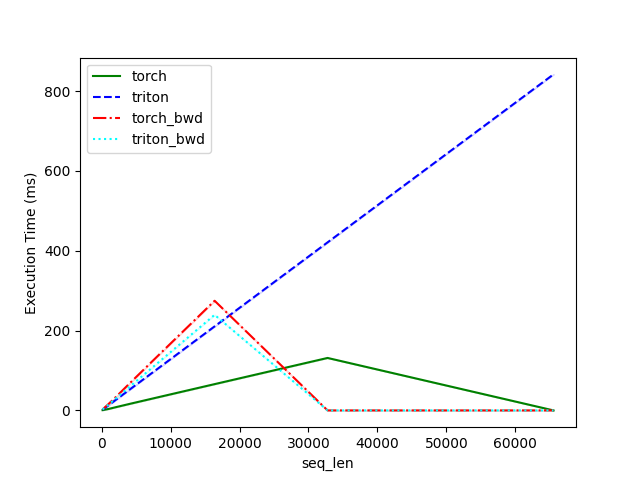 torch
triton
torch_bwd
triton_bwd
Execution Time (ms)
800
600
400
200
0
0 10000 20000 30000 40000 50000 60000
seq_len